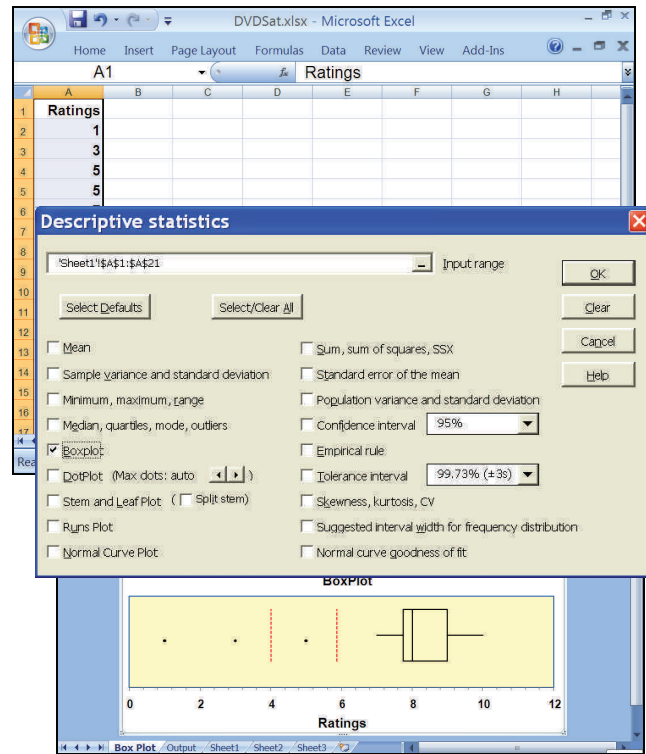 DVDSat.xlsx - Microsoft Excel
Home Insert Page Layout Formulas Data Review View Add-Ins
A1 fx Ratings
A B C D E F G H
1 Ratings
2 1
3 3
4 5
5 5
6
7
8
9
10
11
12
13
14
15
16
17
Rea
Descriptive statistics
'Sheet1'!$A$1:$A$21 Input range
OK
Select Defaults Select/Clear All Clear
Cancel
Help
Mean
Sample variance and standard deviation
Minimum, maximum, range
Median, quartiles, mode, outliers
Boxplot
DotPlot (Max dots: auto )
Stem and Leaf Plot ( Split stem)
Runs Plot
Normal Curve Plot
Sum, sum of squares, SSX
Standard error of the mean
Population variance and standard deviation
Confidence interval 95%
Empirical rule
Tolerance interval 99.73% (±3s)
Skewness, kurtosis, CV
Suggested interval width for frequency distribution
Normal curve goodness of fit
BoxPlot
0 2 4 6 8 10 12
Ratings
Box Plot Output Sheet1 Sheet2 Sheet3